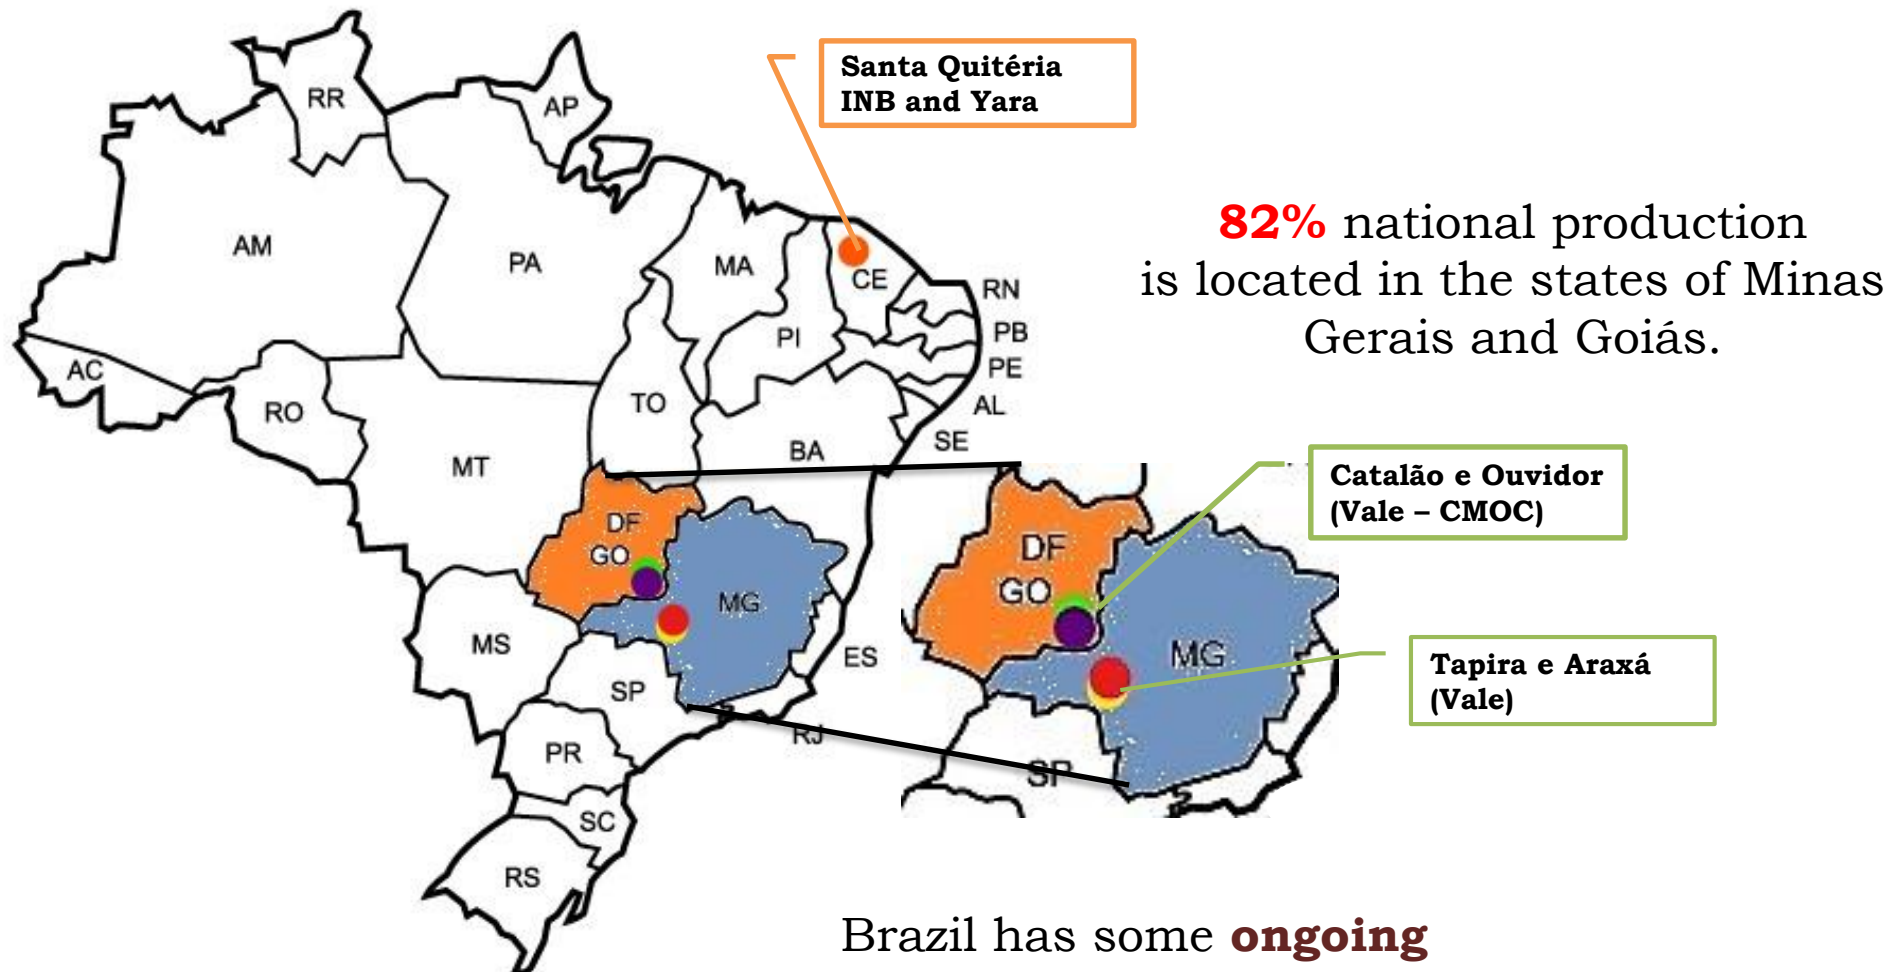 Santa Quitéria
INB and Yara
82% national production
is located in the states of Minas
Gerais and Goiás.
RR
AP
AM
PA
MA
CE
RN
PI
PB
PE
AC
RO
TO
AL
SE
MT
BA
DF
GO
MG
MS
ES
SP
RJ
PR
SC
RS
Catalão e Ouvidor
(Vale – CMOC)
DF
GO
MG
SP
Tapira e Araxá
(Vale)
Brazil has some ongoing